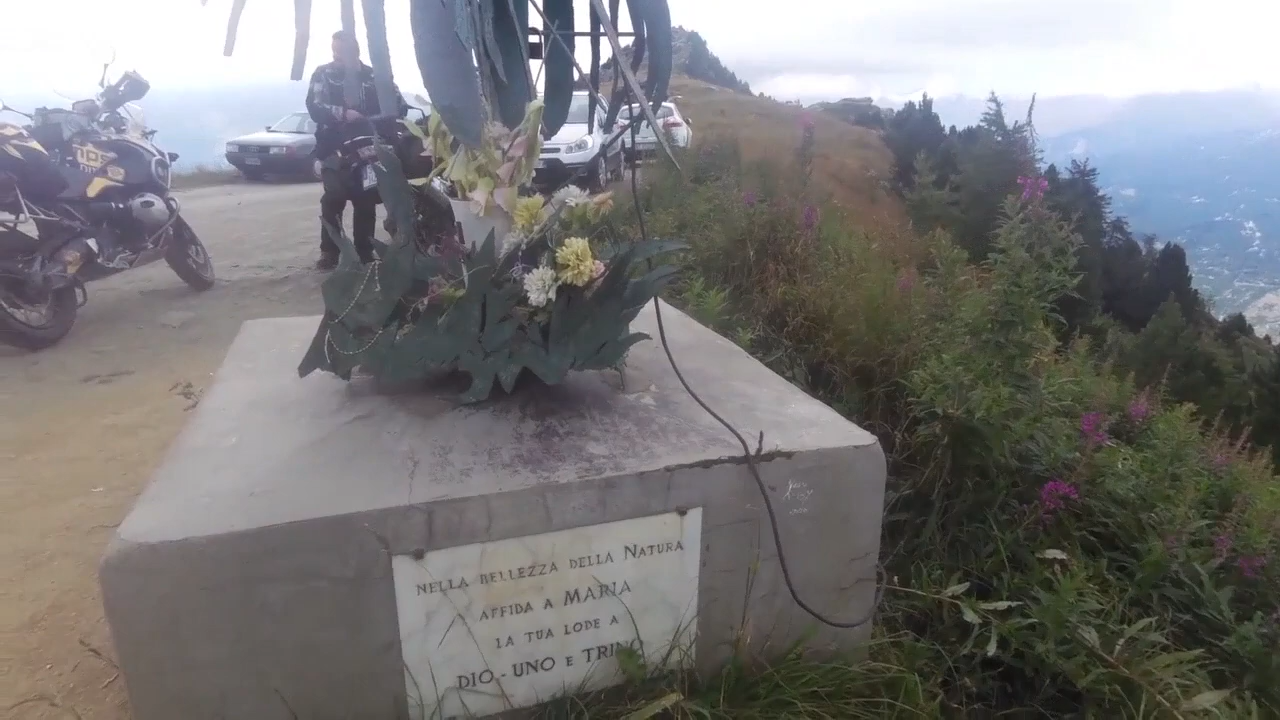 NELLA BELLEZZA DELLA NATURA
AFFIDA A MARIA
LA TUA LODE A
DIO - UNO E TRINO